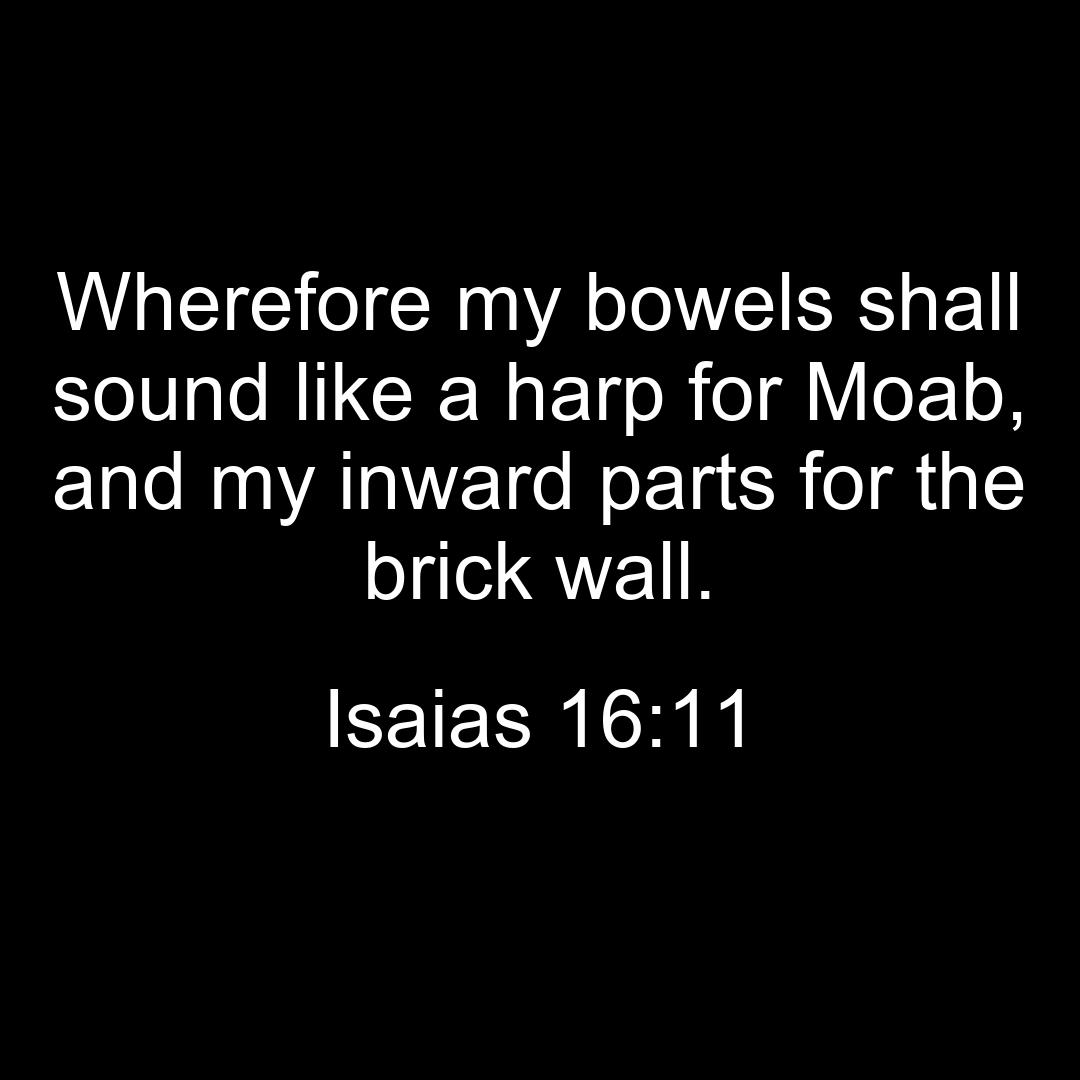 Wherefore my bowels shall
sound like a harp for Moab,
and my inward parts for the
brick wall.
Isaias 16:11